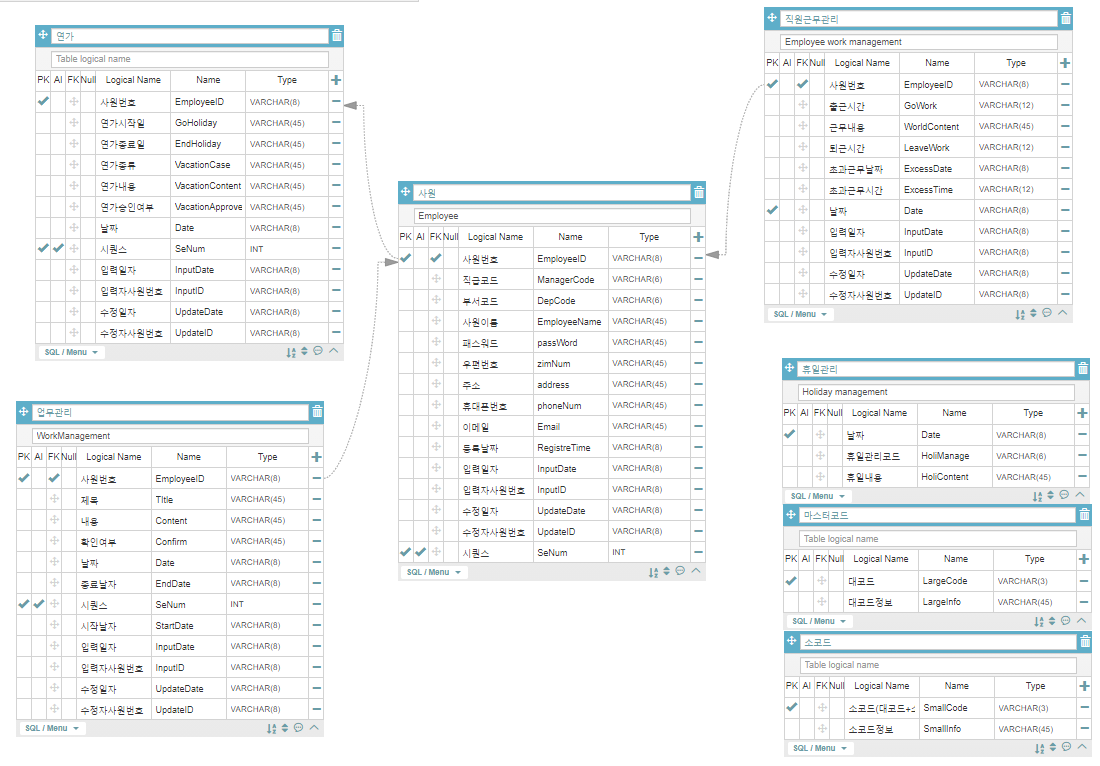 연가
Table logical name
PK AI FK Null Logical Name Name Type
사원번호 EmployeeID VARCHAR(8)
연가시작일 GoHoliday VARCHAR(45)
연가종료일 EndHoliday VARCHAR(45)
연가종류 VacationCase VARCHAR(45)
연가내용 VacationContent VARCHAR(45)
연가승인여부 VacationApprove VARCHAR(45)
날짜 Date VARCHAR(8)
시퀀스 SeNum INT
입력일자 InputDate VARCHAR(8)
입력자사원번호 InputID VARCHAR(8)
수정일자 UpdateDate VARCHAR(8)
수정자사원번호 UpdateID VARCHAR(8)
SQL / Menu
업무관리
WorkManagement
PK AI FK Null Logical Name Name Type
사원번호 EmployeeID VARCHAR(8)
제목 Title VARCHAR(45)
내용 Content VARCHAR(45)
확인여부 Confirm VARCHAR(45)
날짜 Date VARCHAR(8)
종료날자 EndDate VARCHAR(8)
시퀀스 SeNum INT
시작날자 StartDate VARCHAR(8)
입력일자 InputDate VARCHAR(8)
입력자사원번호 InputID VARCHAR(8)
수정일자 UpdateDate VARCHAR(8)
수정자사원번호 UpdateID VARCHAR(8)
SQL / Menu
사원
Employee
PK AI FK Null Logical Name Name Type
사원번호 EmployeeID VARCHAR(8)
직급코드 ManagerCode VARCHAR(6)
부서코드 DepCode VARCHAR(6)
사원이름 EmployeeName VARCHAR(45)
패스워드 passWord VARCHAR(45)
우편번호 zimNum VARCHAR(45)
주소 address VARCHAR(45)
휴대폰번호 phoneNum VARCHAR(45)
이메일 Email VARCHAR(45)
등록날짜 RegistreTime VARCHAR(8)
입력일자 InputDate VARCHAR(8)
입력자사원번호 InputID VARCHAR(8)
수정일자 UpdateDate VARCHAR(8)
수정자사원번호 UpdateID VARCHAR(8)
시퀀스 SeNum INT
SQL / Menu
직원근무관리
Employee work management
PK AI FK Null Logical Name Name Type
사원번호 EmployeeID VARCHAR(8)
출근시간 GoWork VARCHAR(12)
근무내용 WorldContent VARCHAR(45)
퇴근시간 LeaveWork VARCHAR(12)
초과근무날짜 ExcessDate VARCHAR(8)
초과근무시간 ExcessTime VARCHAR(12)
날짜 Date VARCHAR(8)
입력일자 InputDate VARCHAR(8)
입력자사원번호 InputID VARCHAR(8)
수정일자 UpdateDate VARCHAR(8)
수정자사원번호 UpdateID VARCHAR(8)
SQL / Menu
휴일관리
Holiday management
PK AI FK Null Logical Name Name Type
날짜 Date VARCHAR(8)
휴일관리코드 HoliManage VARCHAR(6)
휴일내용 HoliContent VARCHAR(45)
SQL / Menu
마스터코드
Table logical name
PK AI FK Null Logical Name Name Type
대코드 LargeCode VARCHAR(3)
대코드정보 LargeInfo VARCHAR(45)
SQL / Menu
소코드
Table logical name
PK AI FK Null Logical Name Name Type
소코드(대코드+ SmallCode VARCHAR(3)
소코드정보 SmallInfo VARCHAR(45)
SQL / Menu